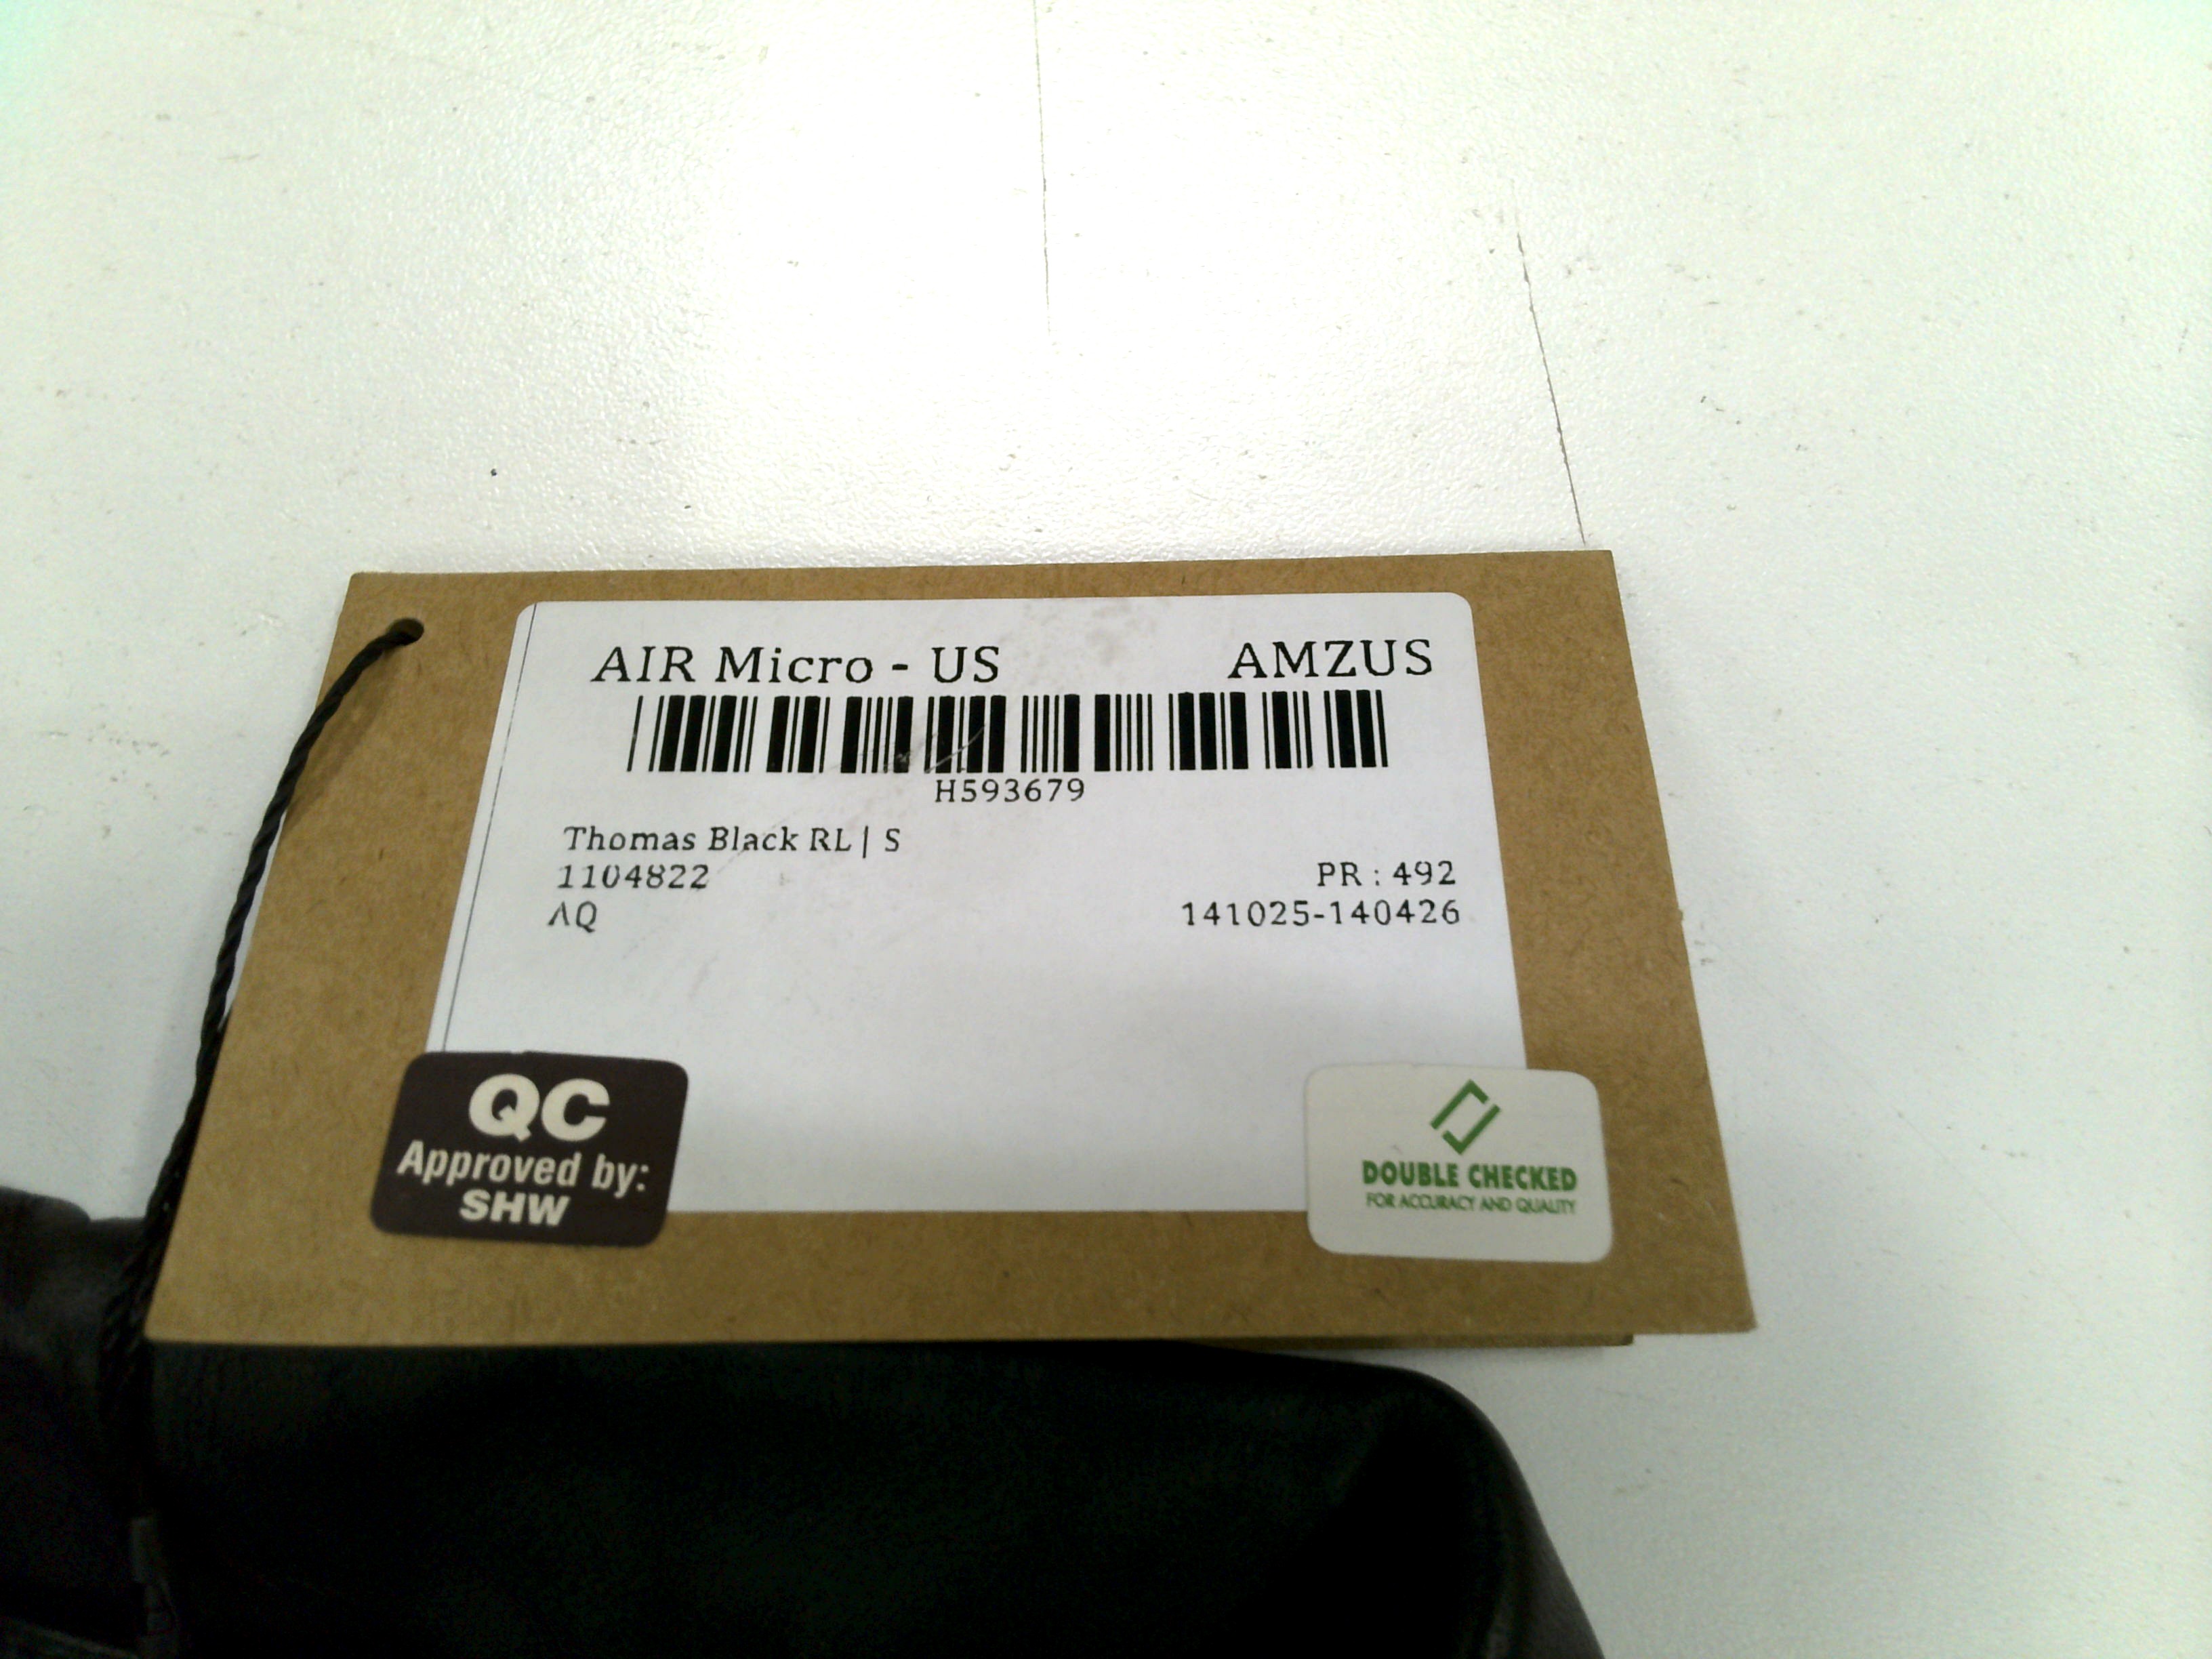 AIR Micro - US AMZUS
H593679
Thomas Black RL | S
1104822 PR : 492
AQ 141025-140426
QC
Approved by:
SHW
DOUBLE CHECKED
FOR ACCURACY AND QUALITY